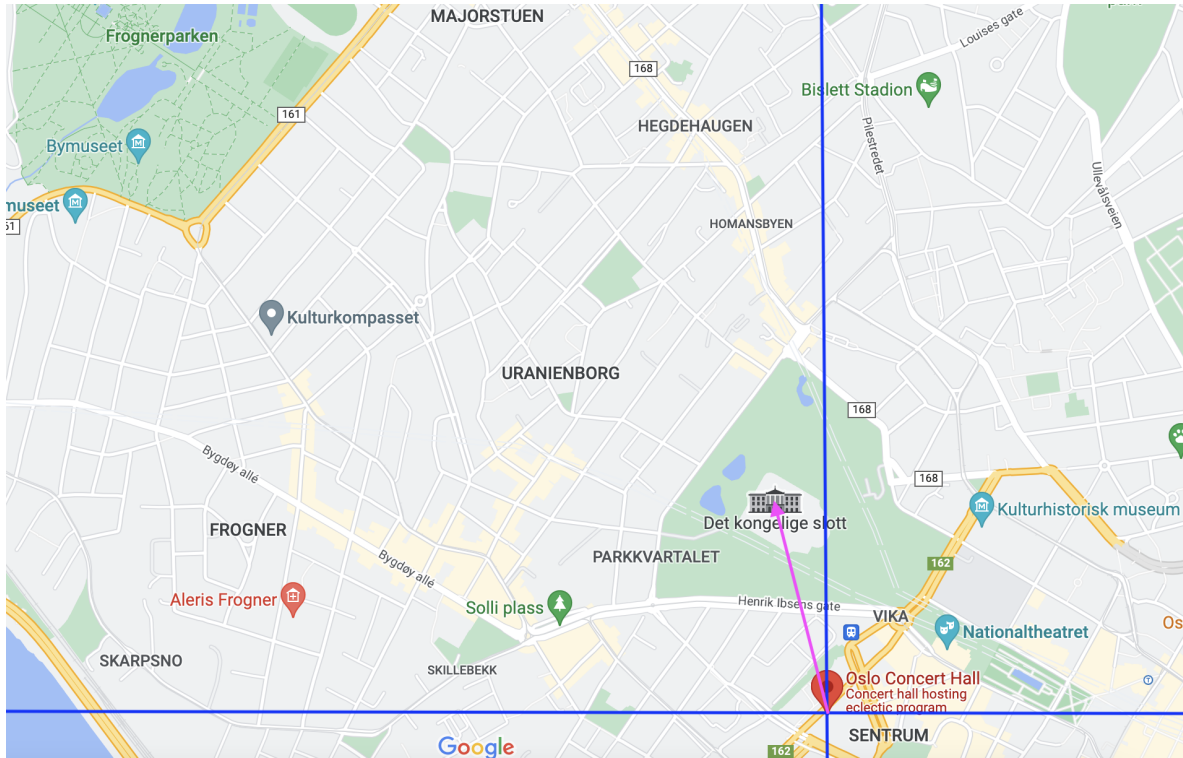 MAJORSTUEN
Frognerparken
Louises gate
168
Bislett Stadion
161
HEGDEHAUGEN
Bymuseet
Pilestredet
Ullevålsveien
museet
51
HOMANSBYEN
Kulturkompasset
URANIENBORG
168
Bygdøy allé
168
Det kongelige slott
Kulturhistorisk museum
FROGNER
PARKKVARTALET
Bygdøy allé
162
Aleris Frogner
Solli plass
Henrik Ibsens gate
VIKA
Os
Nationaltheatret
SKARPSNO
SKILLEBEKK
Oslo Concert Hall
Concert hall hosting
eclectic program
SENTRUM
Google
162